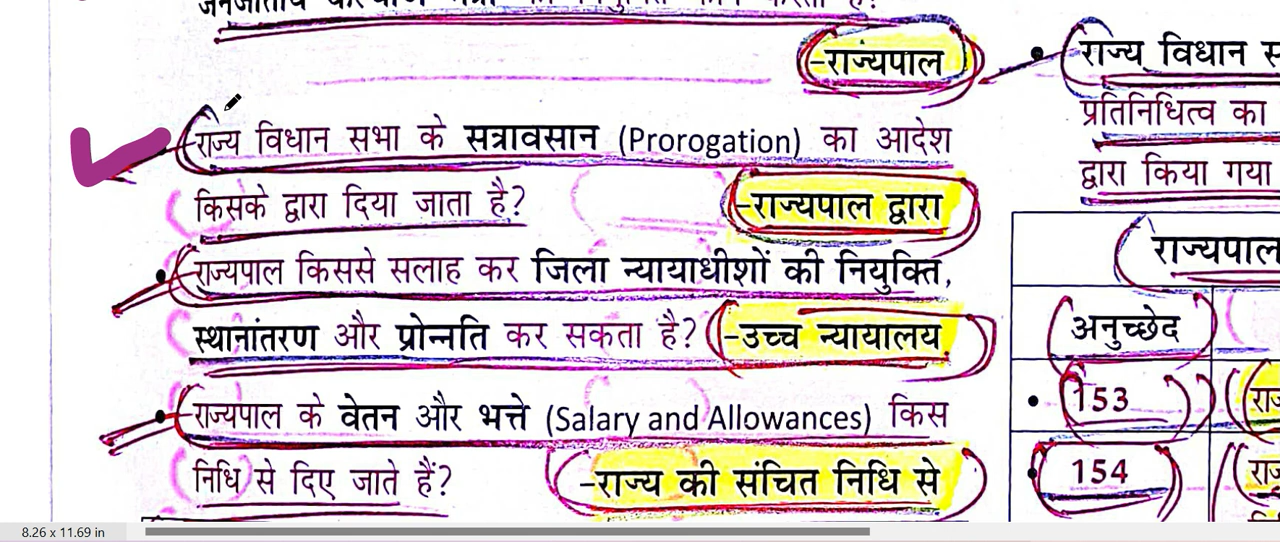 राज्यपाल
-राज्यपाल
राज्य विधान सभा के सत्रावसान (Prorogation) का आदेश
किसके द्वारा दिया जाता है?
-राज्यपाल द्वारा
राज्यपाल किससे सलाह कर जिला न्यायाधीशों की नियुक्ति,
स्थानांतरण और प्रोन्नति कर सकता है? -उच्च न्यायालय
राज्यपाल के वेतन और भत्ते (Salary and Allowances) किस
निधि से दिए जाते हैं?
-राज्य की संचित निधि से
राज्य विधान
प्रतिनिधित्व का
द्वारा किया गया
अनुच्छेद
153
154
8.26 x 11.69 in